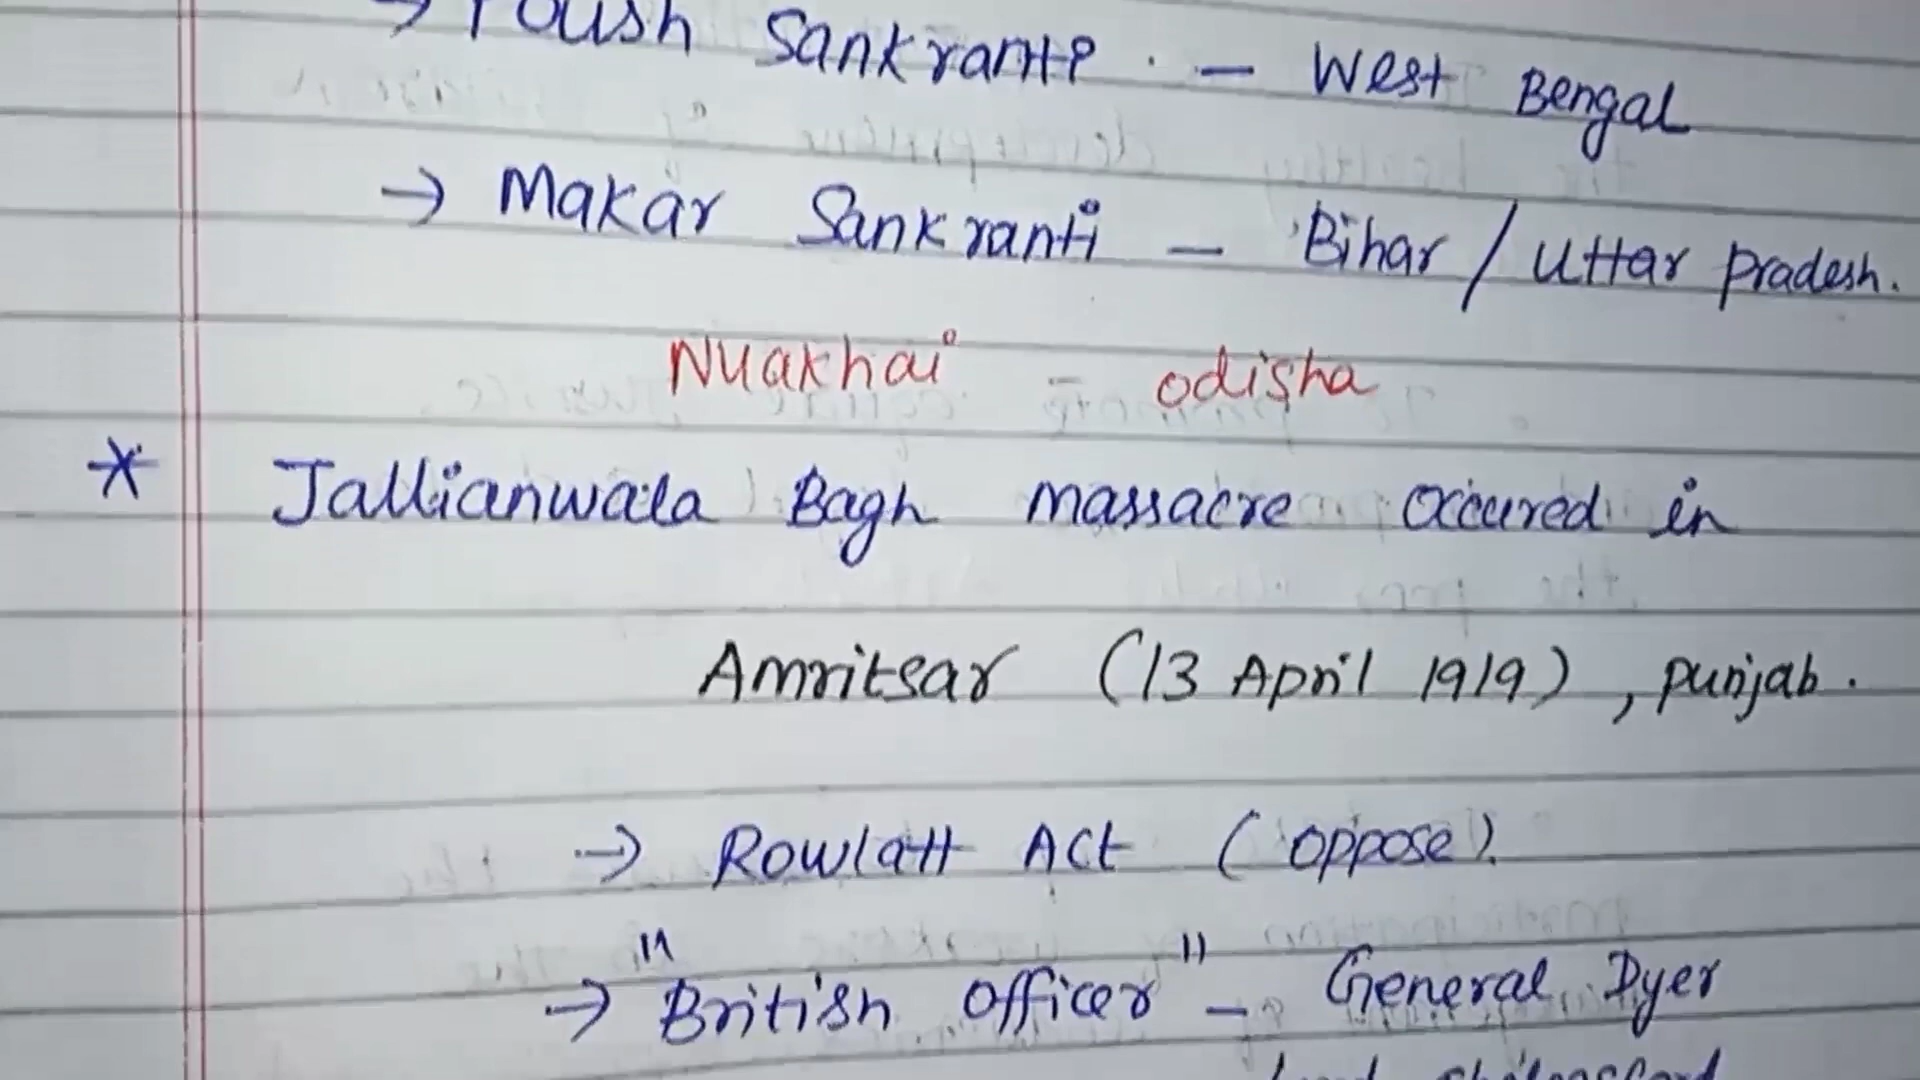 → Poush Sankranti - West Bengal
→ Makar Sankranti - Bihar / Uttar pradesh.
Nuakhai - odisha
* Jallianwala Bagh massacre occured in
Amritsar (13 April 1919), punjab.
→ Rowlatt Act (oppose).
→ "British officer" - General Dyer